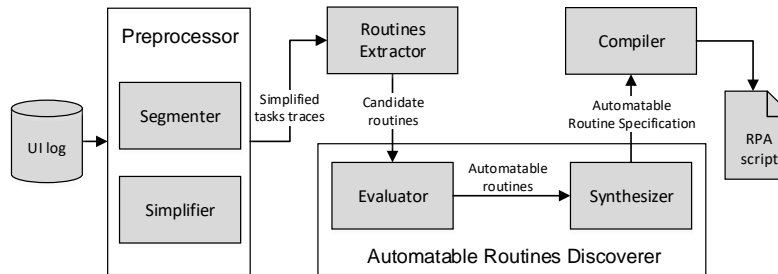 Preprocessor
Segmenter
Simplifier
UI log
Simplified
tasks traces
Routines
Extractor
Candidate
routines
Evaluator
Automatable
routines
Synthesizer
Automatable Routines Discoverer
Automatable
Routine Specification
Compiler
RPA
script